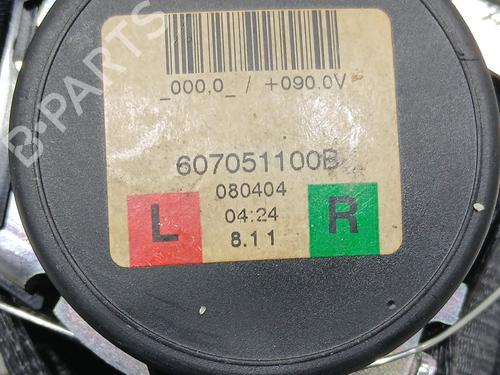 _000,0_ / +090.0V
607051100B
080404
L
04:24
R
8.11
B-PARTS